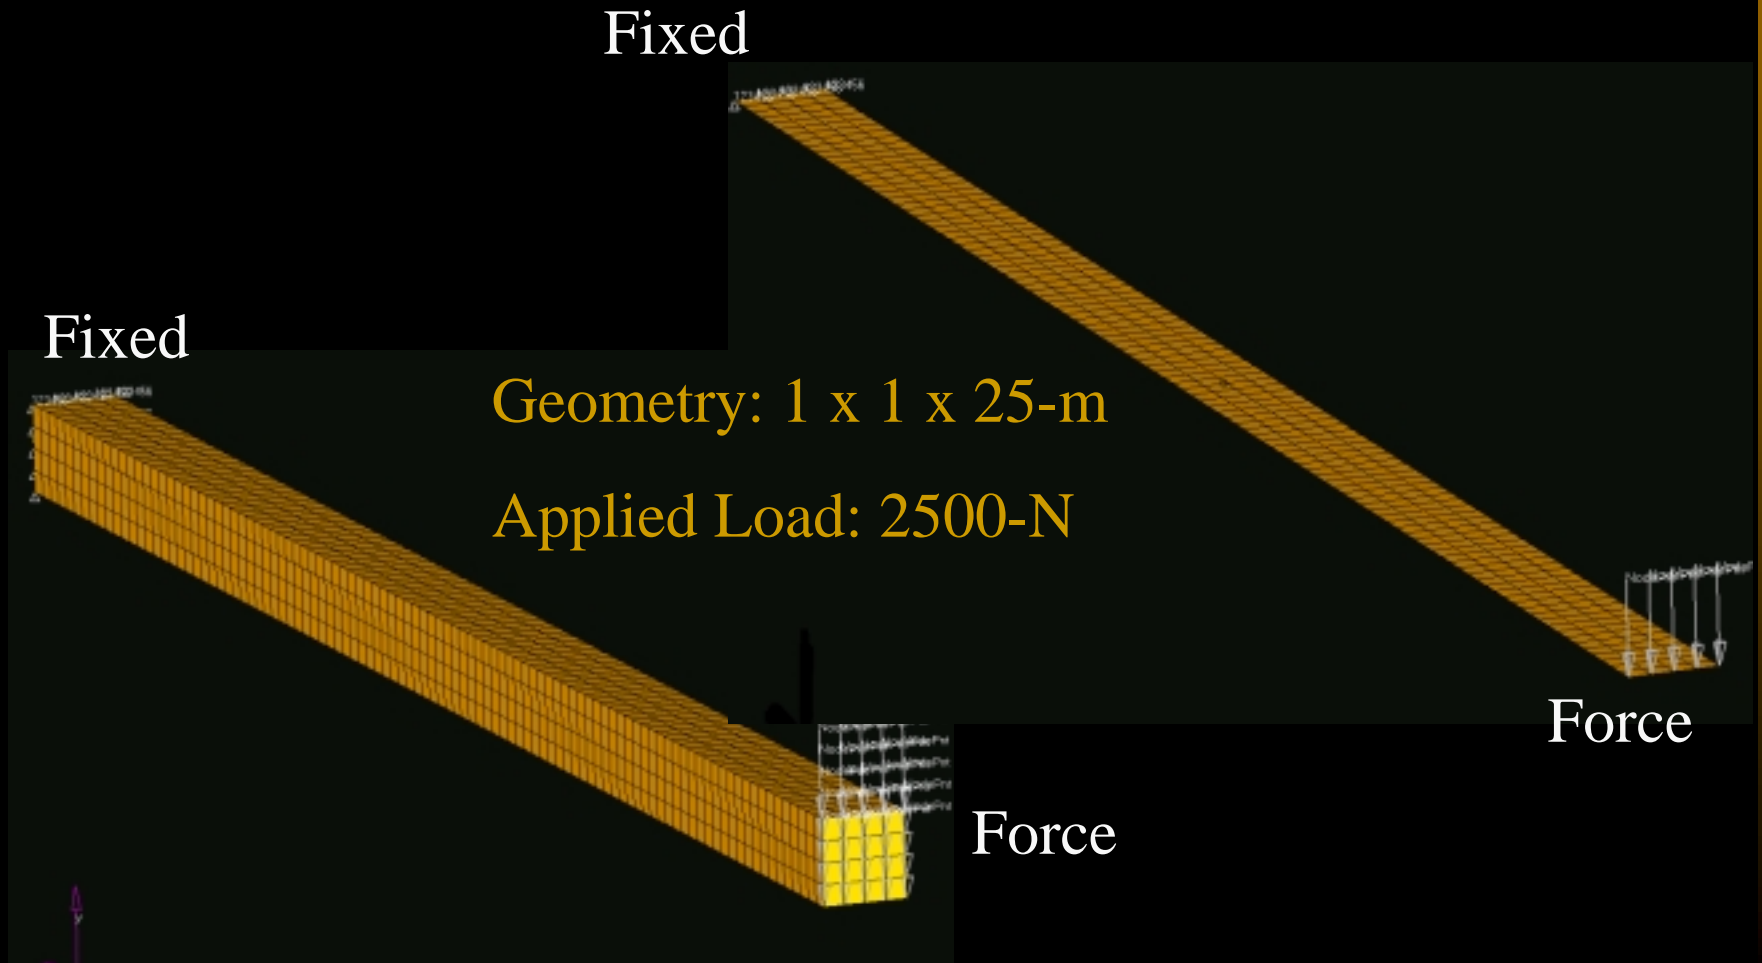 Fixed
Fixed
Geometry: 1 x 1 x 25-m
Applied Load: 2500-N
Force
Force
y